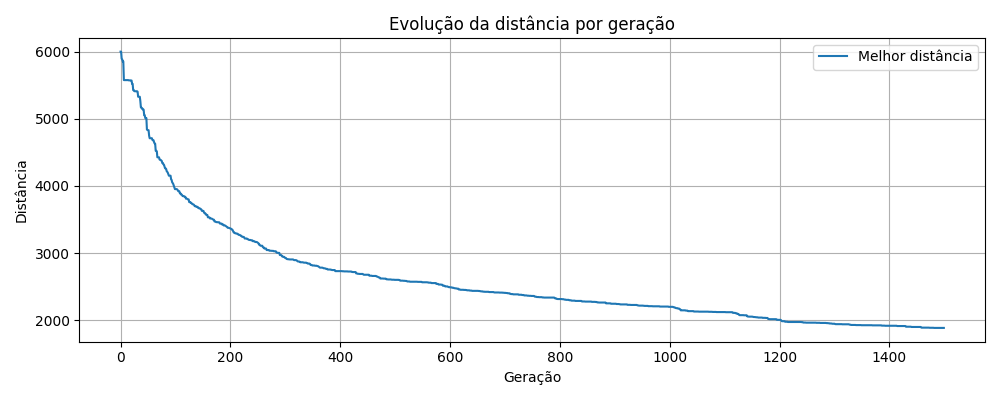 Evolução da distância por geração
Melhor distância
6000
5000
4000
3000
2000
Distância
0 200 400 600 800 1000 1200 1400
Geração